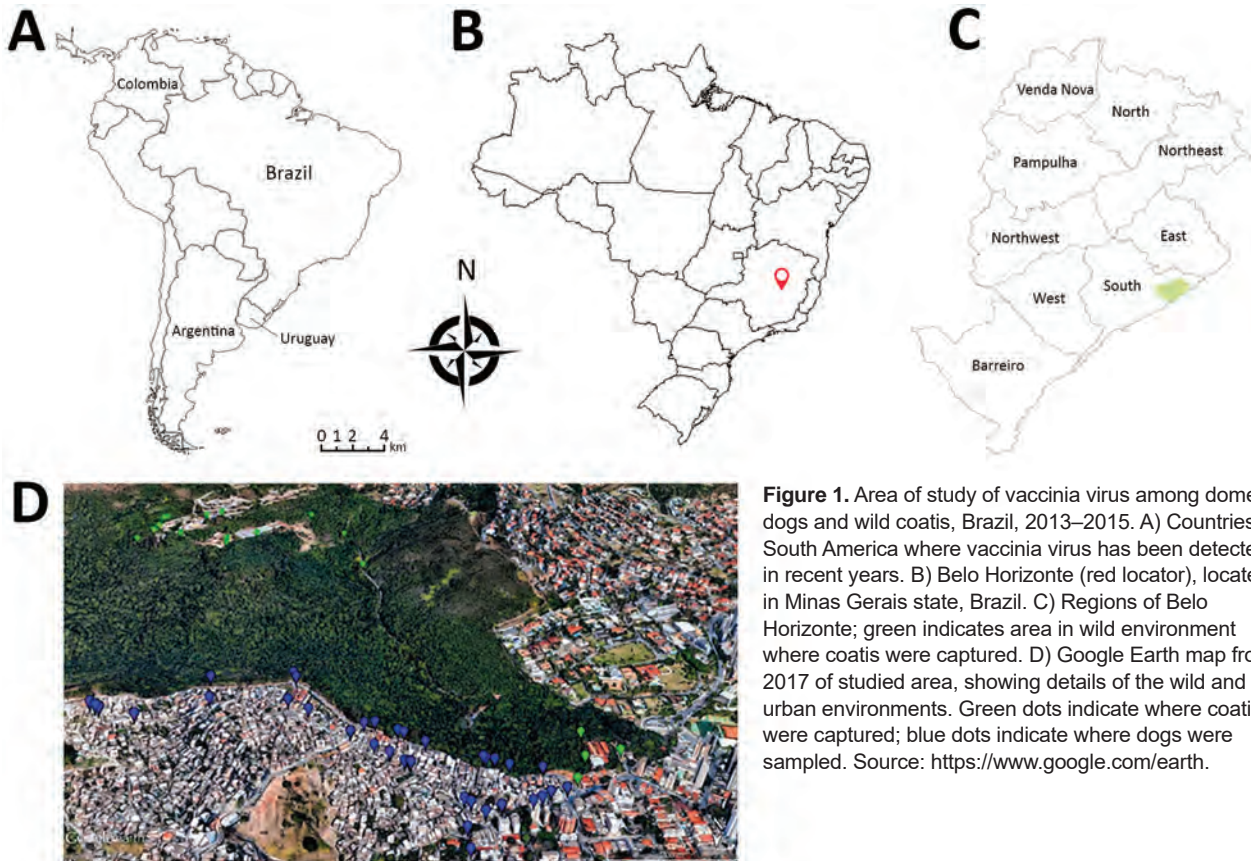 A
Colombia
Brazil
Argentina
Uruguay
0 1 2 4
km
N
B
C
Venda Nova
North
Northeast
Pampulha
Northwest
East
South
West
Barreiro
D
Figure 1. Area of study of vaccinia virus among dome
dogs and wild coatis, Brazil, 2013–2015. A) Countries
South America where vaccinia virus has been detecte
in recent years. B) Belo Horizonte (red locator), locate
in Minas Gerais state, Brazil. C) Regions of Belo
Horizonte; green indicates area in wild environment
where coatis were captured. D) Google Earth map fro
2017 of studied area, showing details of the wild and
urban environments. Green dots indicate where coati
were captured; blue dots indicate where dogs were
sampled. Source: https://www.google.com/earth.